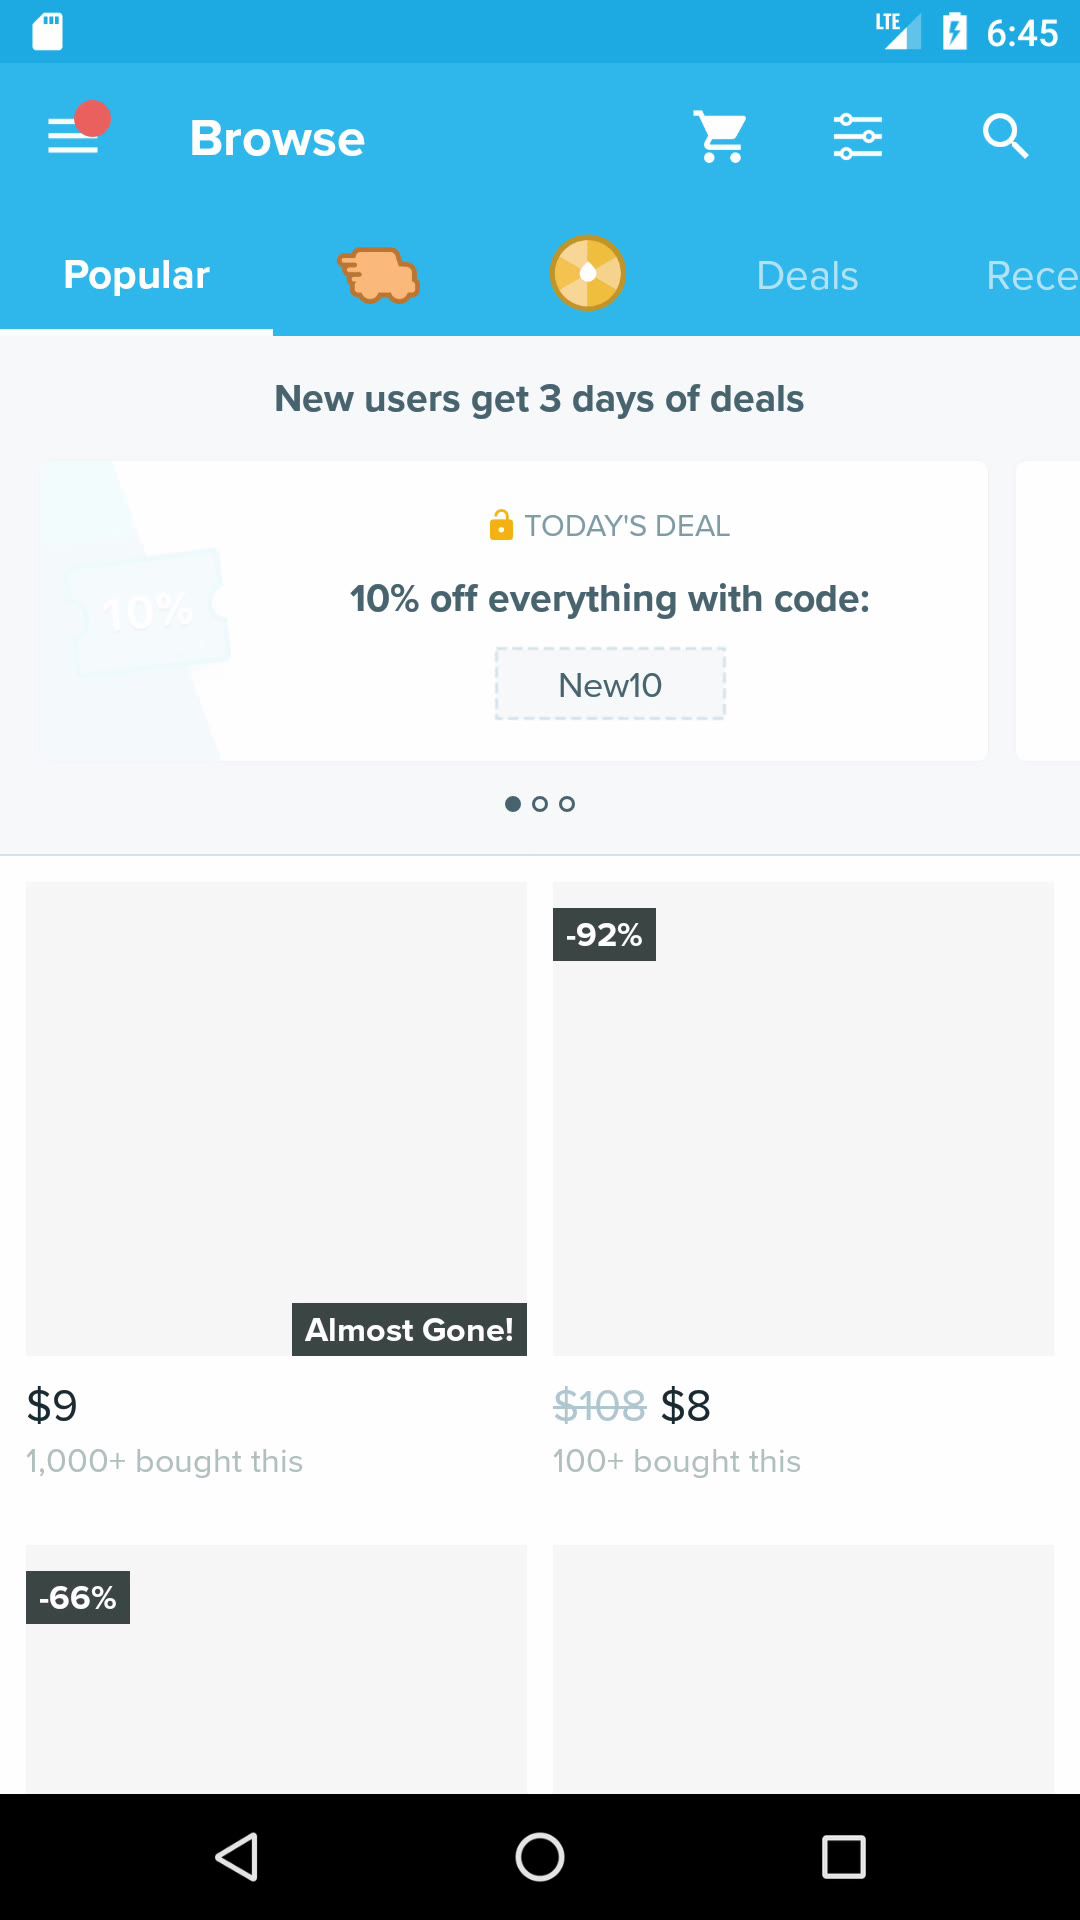 LTE 6:45
Browse
Popular Deals Rece
New users get 3 days of deals
TODAY'S DEAL
10%
10% off everything with code:
New10
-92%
Almost Gone!
$9 $108 $8
1,000+ bought this 100+ bought this
-66%